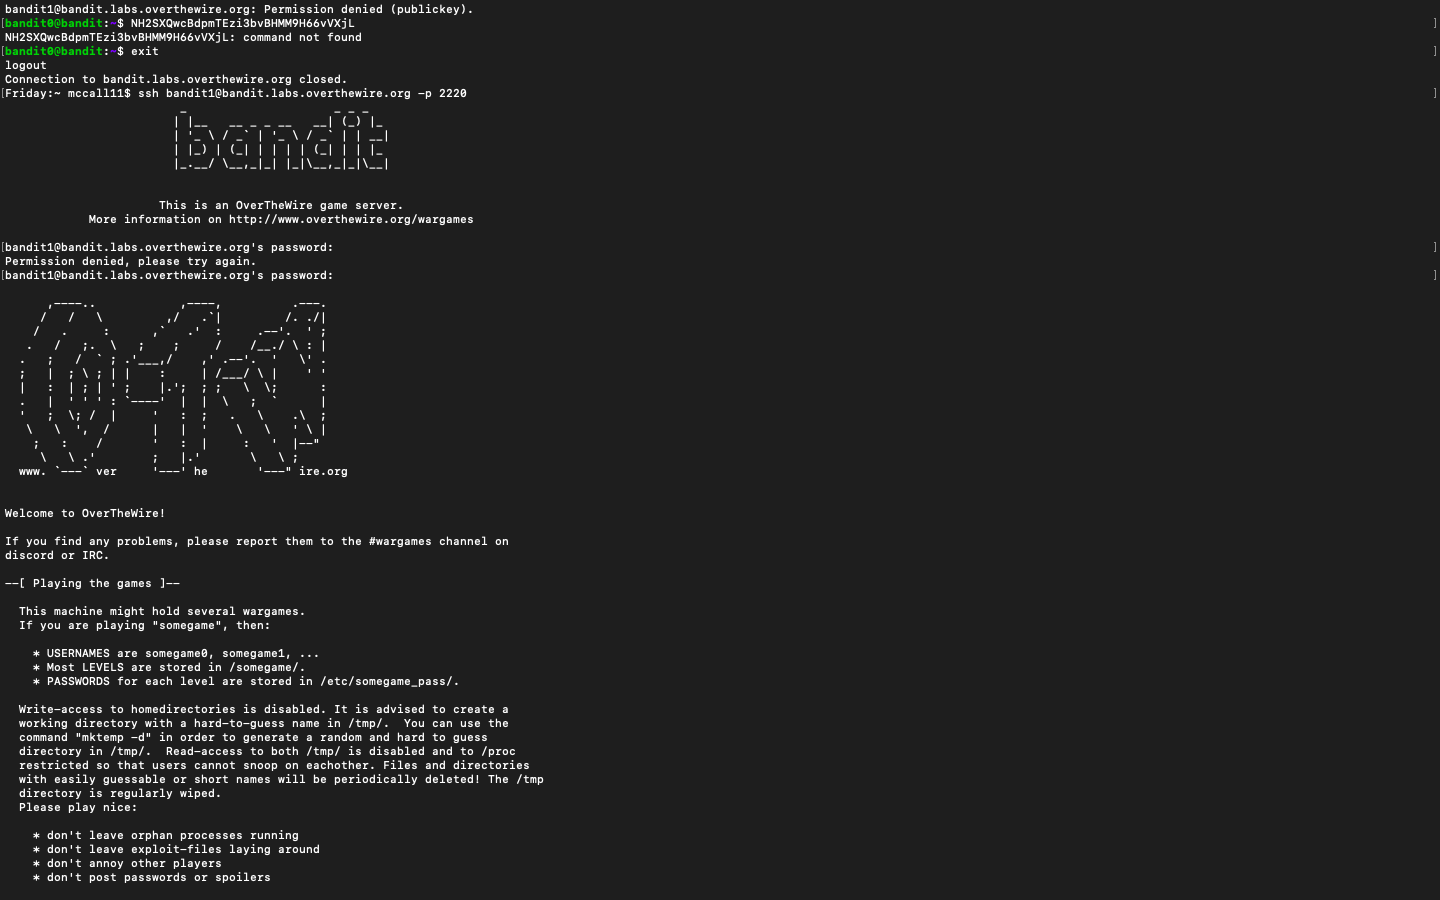 bandit1@bandit.labs.overthewire.org: Permission denied (publickey).
[bandit0@bandit:~$ NH2SXQwcBdpmTEzi3bvBHMM9H66vVXjL ]
NH2SXQwcBdpmTEzi3bvBHMM9H66vVXjL: command not found
[bandit0@bandit:~$ exit ]
logout
Connection to bandit.labs.overthewire.org closed.
[Friday:~ mccall11$ ssh bandit1@bandit.labs.overthewire.org -p 2220 ]
bandit
This is an OverTheWire game server.
More information on http://www.overthewire.org/wargames
[bandit1@bandit.labs.overthewire.org's password: ]
Permission denied, please try again.
[bandit1@bandit.labs.overthewire.org's password: ]
www. `---` ver '---' he '---" ire.org
Welcome to OverTheWire!
If you find any problems, please report them to the #wargames channel on
discord or IRC.
--[ Playing the games ]--
This machine might hold several wargames.
If you are playing "somegame", then:
* USERNAMES are somegame0, somegame1, ...
* Most LEVELS are stored in /somegame/.
* PASSWORDS for each level are stored in /etc/somegame_pass/.
Write-access to homedirectories is disabled. It is advised to create a
working directory with a hard-to-guess name in /tmp/. You can use the
command "mktemp -d" in order to generate a random and hard to guess
directory in /tmp/. Read-access to both /tmp/ is disabled and to /proc
restricted so that users cannot snoop on eachother. Files and directories
with easily guessable or short names will be periodically deleted! The /tmp
directory is regularly wiped.
Please play nice:
* don't leave orphan processes running
* don't leave exploit-files laying around
* don't annoy other players
* don't post passwords or spoilers